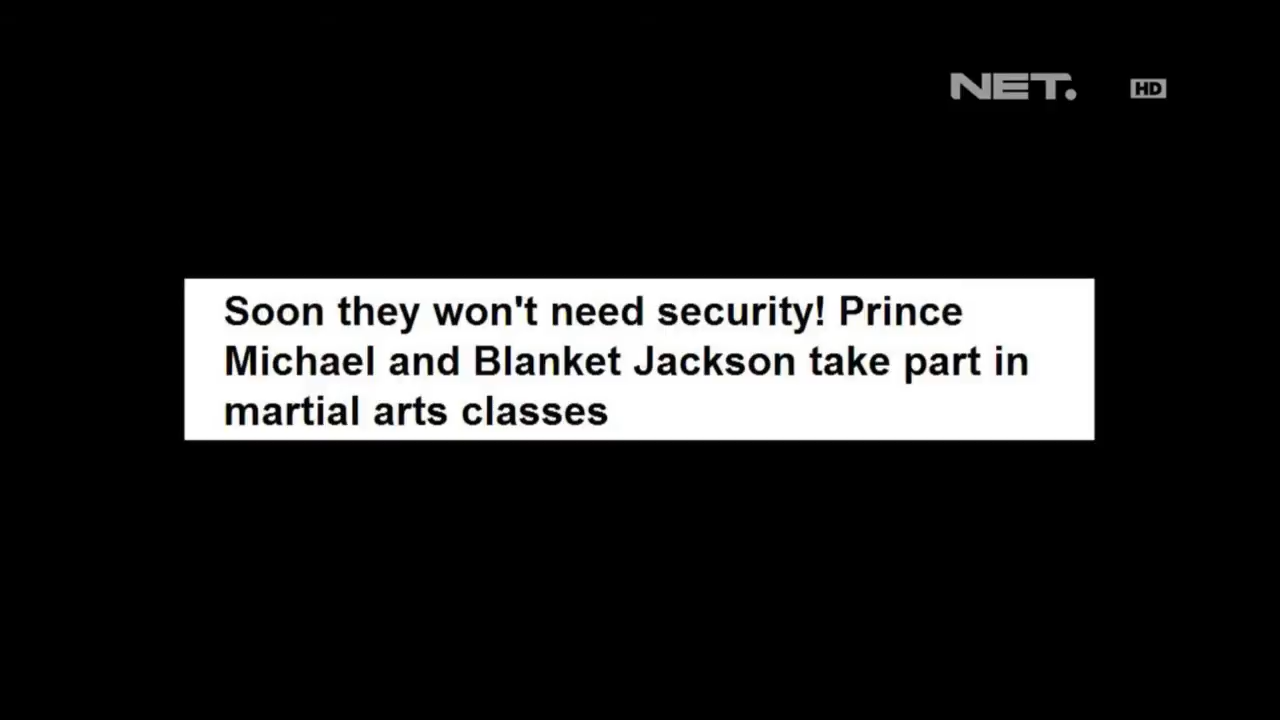 NET.
HD
Soon they won't need security! Prince
Michael and Blanket Jackson take part in
martial arts classes